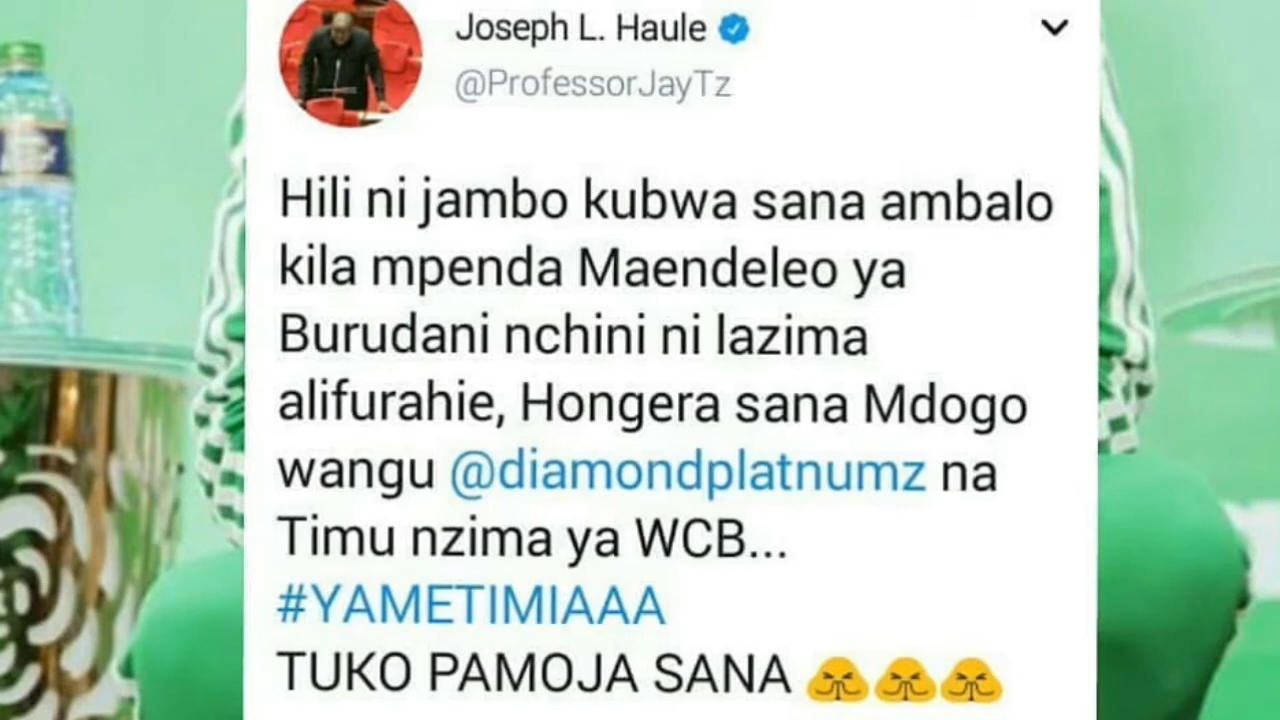 Joseph L. Haule
@ProfessorJayTz
Hili ni jambo kubwa sana ambalo
kila mpenda Maendeleo ya
Burudani nchini ni lazima
alifurahie, Hongera sana Mdogo
wangu @diamondplatnumz na
Timu nzima ya WCB...
#YAMETIMIAAA
TUKO PAMOJA SANA 🙏🙏🙏